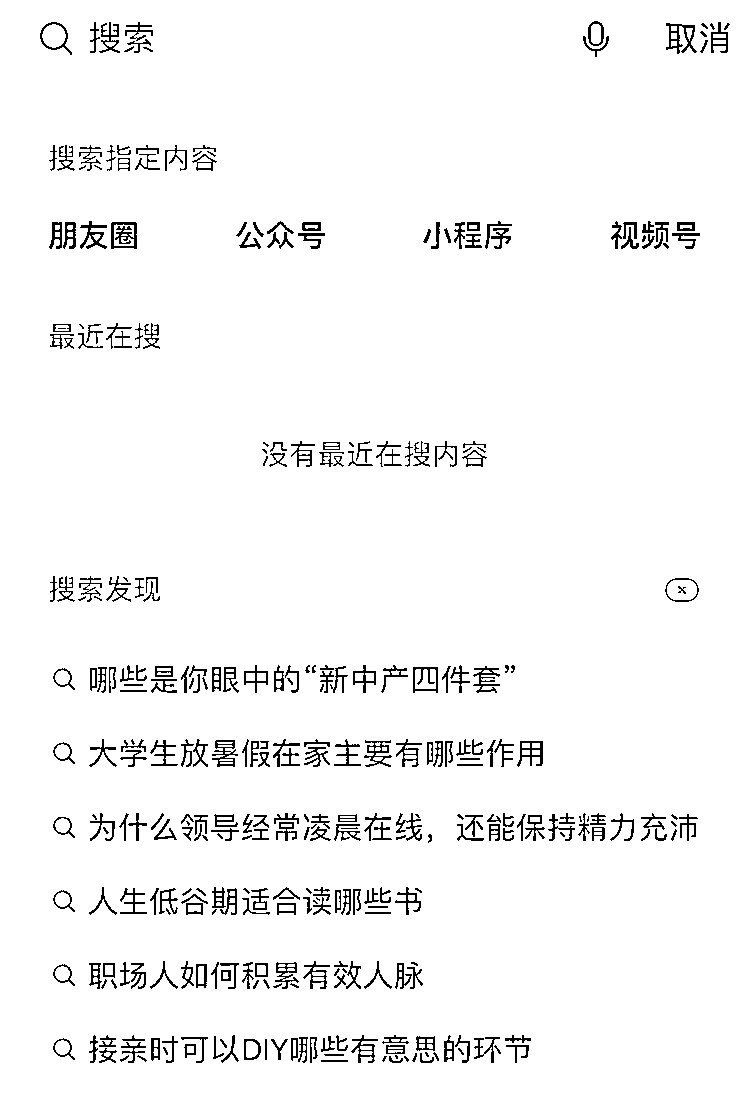 搜索 取消
搜索指定内容
朋友圈 公众号 小程序 视频号
最近在搜
没有最近在搜内容
搜索发现
哪些是你眼中的“新中产四件套”
大学生放暑假在家主要有哪些作用
为什么领导经常凌晨在线，还能保持精力充沛
人生低谷期适合读哪些书
职场人如何积累有效人脉
接亲时可以DIY哪些有意思的环节